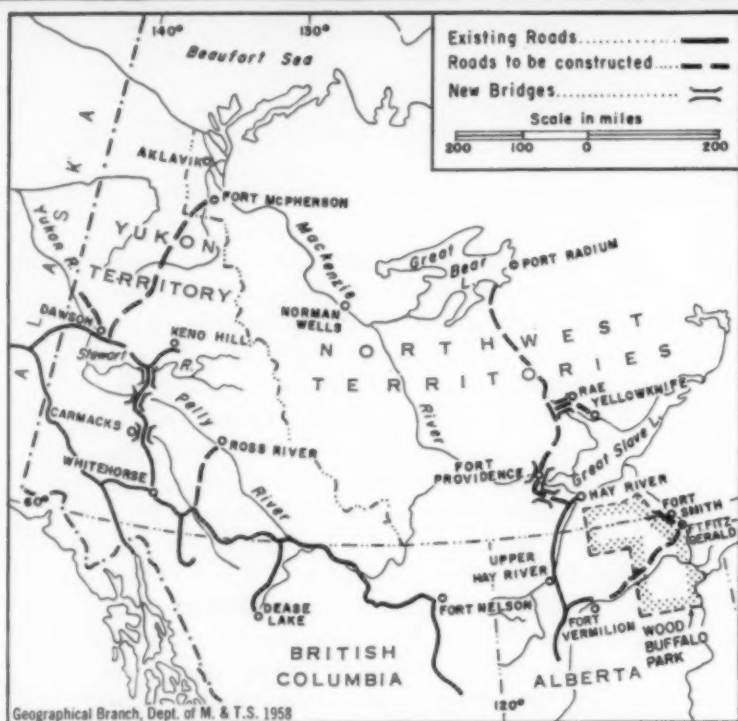 140°
130°
Beaufort Sea
Existing Roads
Roads to be constructed
New Bridges
Scale in miles
200 100 0 200
ALASKA
AKLAVIK
FORT MCPHERSON
Yukon R.
YUKON
TERRITORY
Mackenzie
River
Great
Bear
L.
PORT RADIUM
DAWSON
NORMAN
WELLS
KENO HILL
Stewart
R.
NORTHWEST
TERRITORIES
RAE
YELLOWKNIFE
CARMACKS
Pelly
River
ROSS RIVER
FORT
PROVIDENCE
Great Slave L.
WHITEHORSE
HAY RIVER
60°
FORT
SMITH
FT. FITZ
GERALD
UPPER
HAY RIVER
DEASE
LAKE
FORT NELSON
FORT
VERMILION
WOOD
BUFFALO
PARK
BRITISH
COLUMBIA
ALBERTA
120°
Geographical Branch, Dept. of M. & T.S. 1958